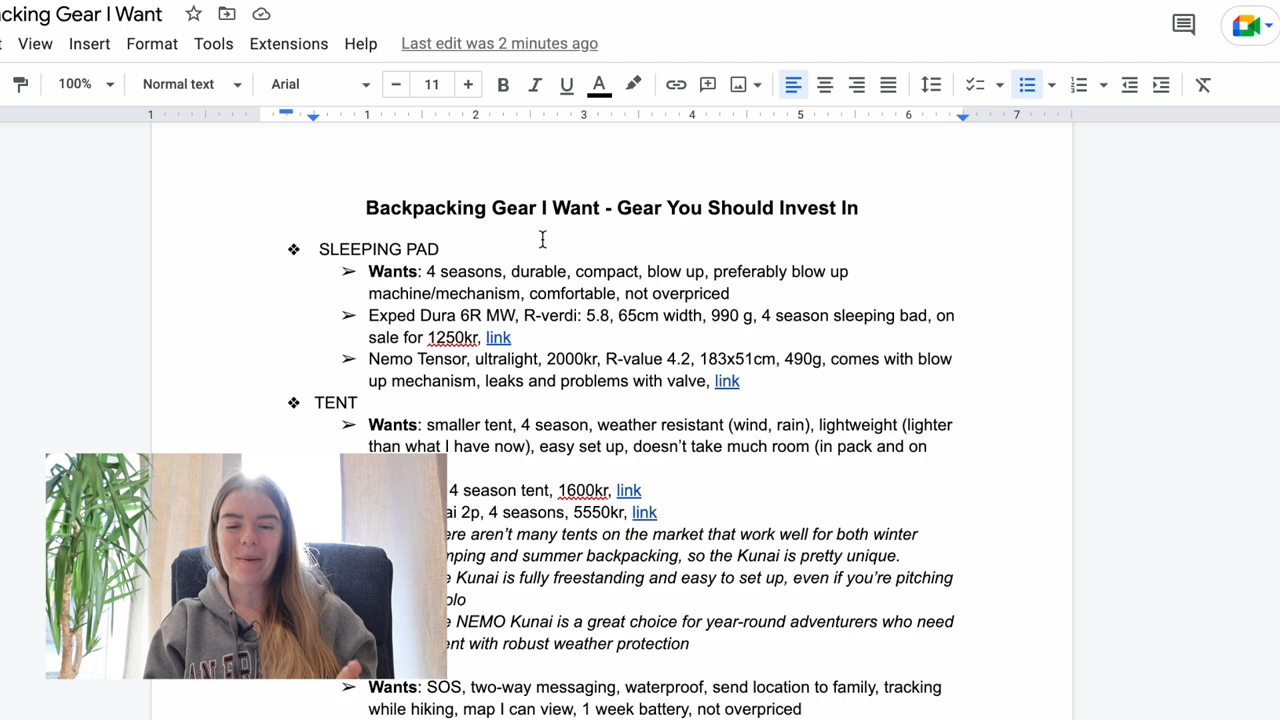 cking Gear I Want
View Insert Format Tools Extensions Help Last edit was 2 minutes ago
100% Normal text Arial − 11 + B I U A
1 1 2 3 4 5 6 7
Backpacking Gear I Want - Gear You Should Invest In
❖ SLEEPING PAD
➢ Wants: 4 seasons, durable, compact, blow up, preferably blow up
machine/mechanism, comfortable, not overpriced
➢ Exped Dura 6R MW, R-verdi: 5.8, 65cm width, 990 g, 4 season sleeping bad, on
sale for 1250kr, link
➢ Nemo Tensor, ultralight, 2000kr, R-value 4.2, 183x51cm, 490g, comes with blow
up mechanism, leaks and problems with valve, link
❖ TENT
➢ Wants: smaller tent, 4 season, weather resistant (wind, rain), lightweight (lighter
than what I have now), easy set up, doesn't take much room (in pack and on
4 season tent, 1600kr, link
ai 2p, 4 seasons, 5550kr, link
ere aren't many tents on the market that work well for both winter
mping and summer backpacking, so the Kunai is pretty unique.
e Kunai is fully freestanding and easy to set up, even if you're pitching
olo
e NEMO Kunai is a great choice for year-round adventurers who need
ent with robust weather protection
➢ Wants: SOS, two-way messaging, waterproof, send location to family, tracking
while hiking, map I can view, 1 week battery, not overpriced